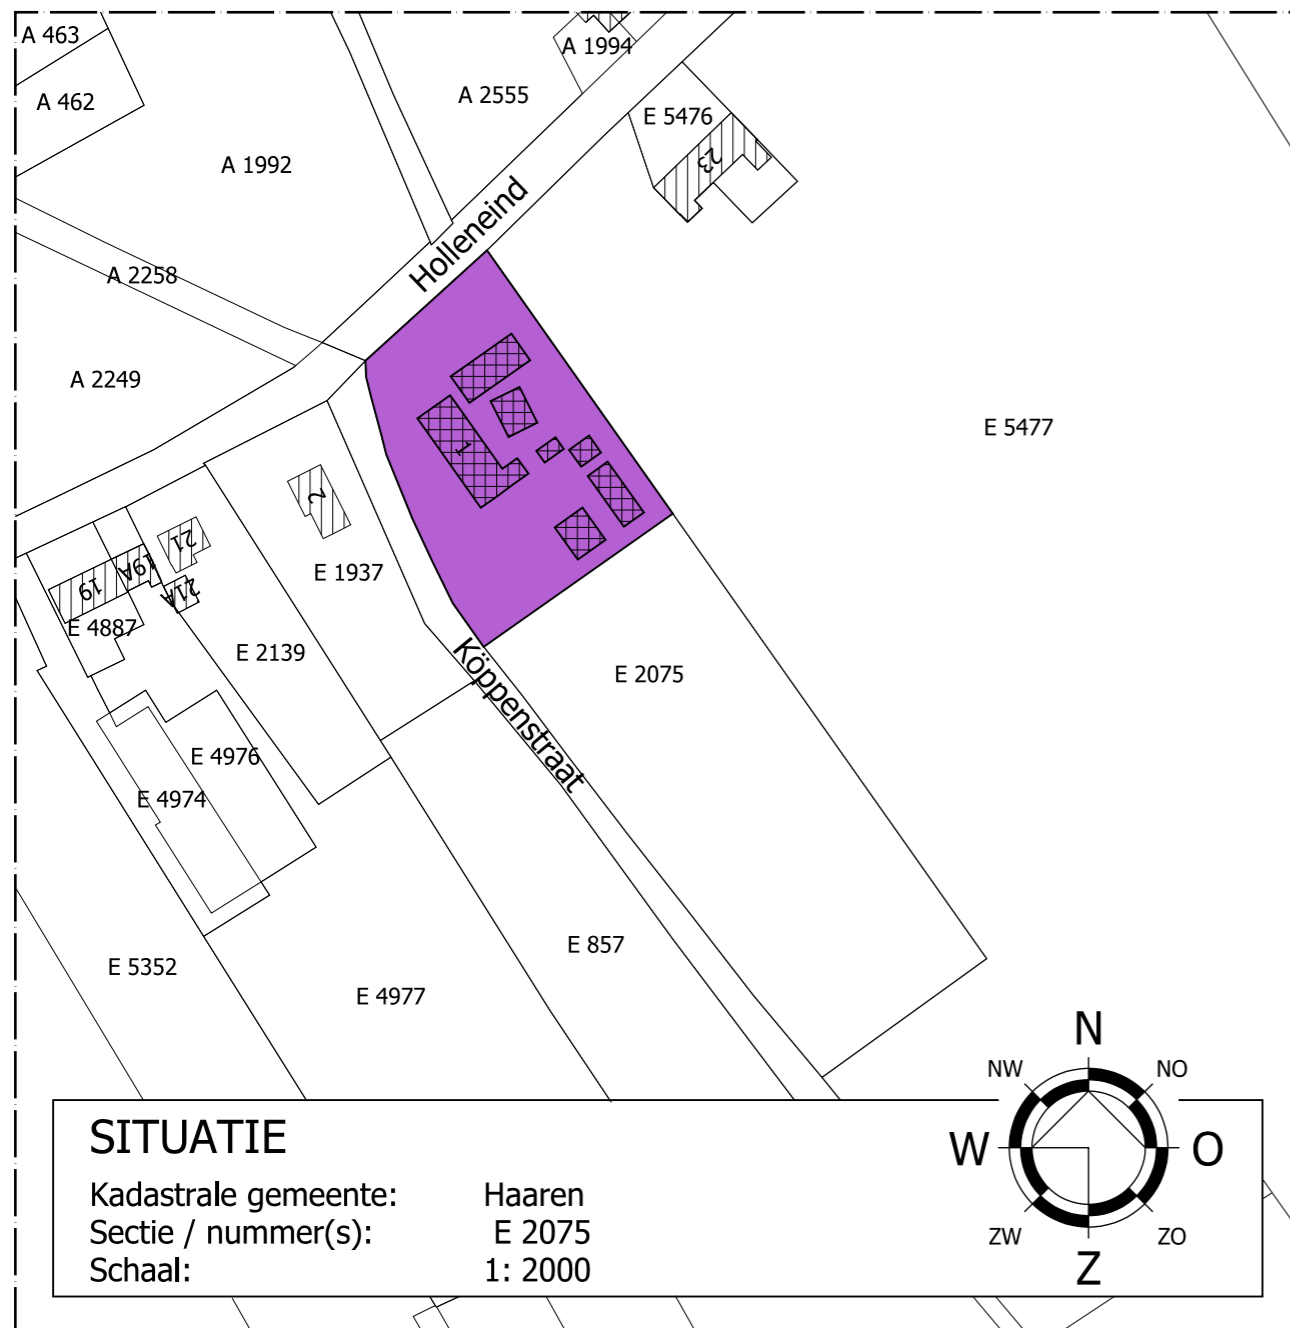 A 463
A 1994
A 462
A 2555
E 5476
A 1992
23
Holleneind
A 2258
A 2249
E 5477
1
2
21
19A
19
21A
E 1937
E 4887
E 2139
Köppenstraat
E 2075
E 4976
E 4974
E 857
E 5352
E 4977
N
NW
NO
W
O
ZW
ZO
Z
SITUATIE
Kadastrale gemeente: Haaren
Sectie / nummer(s): E 2075
Schaal: 1: 2000